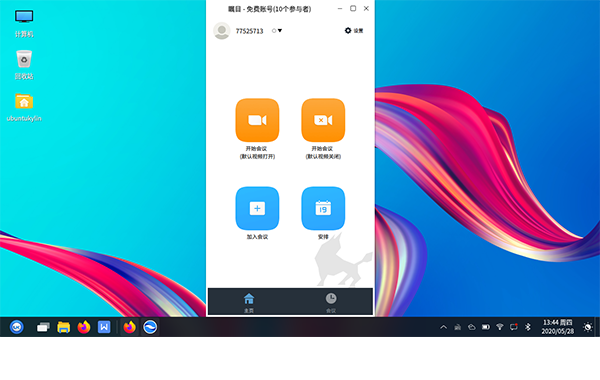 计算机
回收站
ubuntukylin
瞩目 - 免费账号(10个参与者)
77525713
设置
开始会议
(默认视频打开)
开始会议
(默认视频关闭)
加入会议
19
安排
主页
会议
13:44 周四
2020/05/28